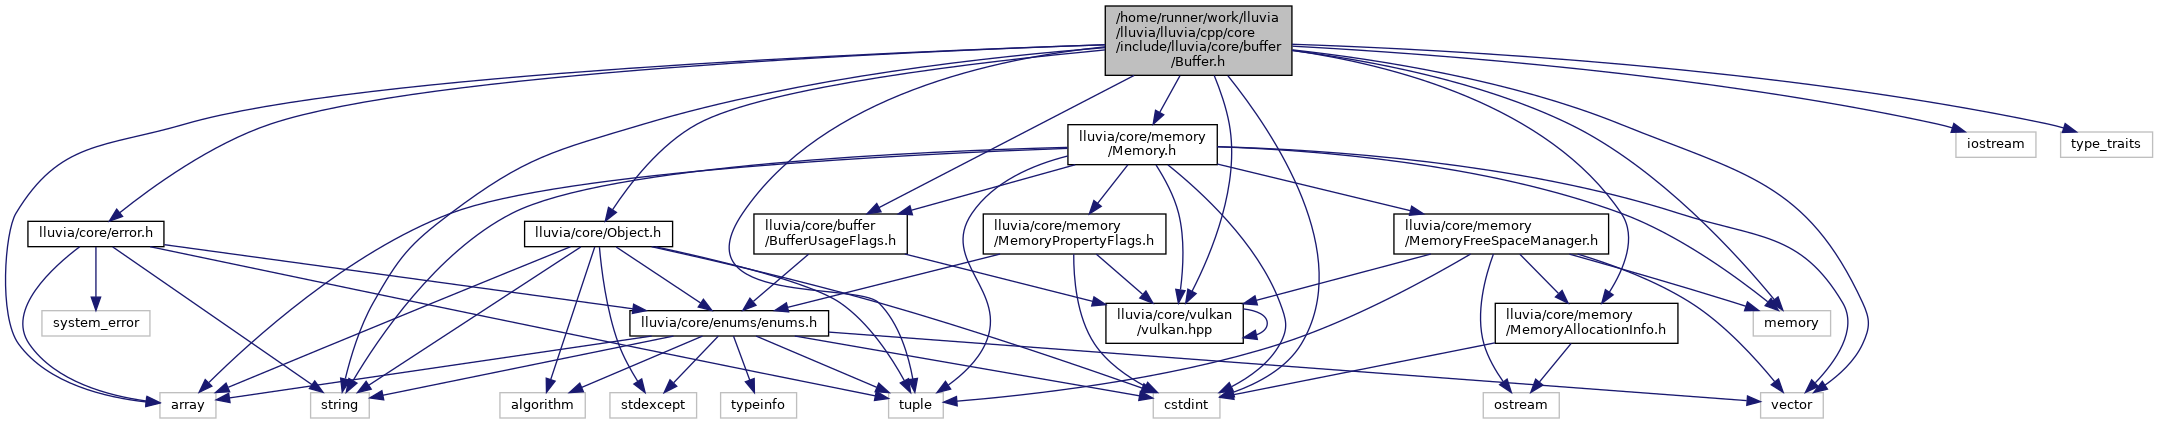 /home/runner/work/lluvia
/lluvia/lluvia/cpp/core
/include/lluvia/core/buffer
/Buffer.h
lluvia/core/memory
/Memory.h
iostream
type_traits
lluvia/core/error.h
lluvia/core/Object.h
lluvia/core/buffer
/BufferUsageFlags.h
lluvia/core/memory
/MemoryPropertyFlags.h
lluvia/core/memory
/MemoryFreeSpaceManager.h
system_error
lluvia/core/enums/enums.h
lluvia/core/vulkan
/vulkan.hpp
lluvia/core/memory
/MemoryAllocationInfo.h
memory
array
string
algorithm
stdexcept
typeinfo
tuple
cstdint
ostream
vector